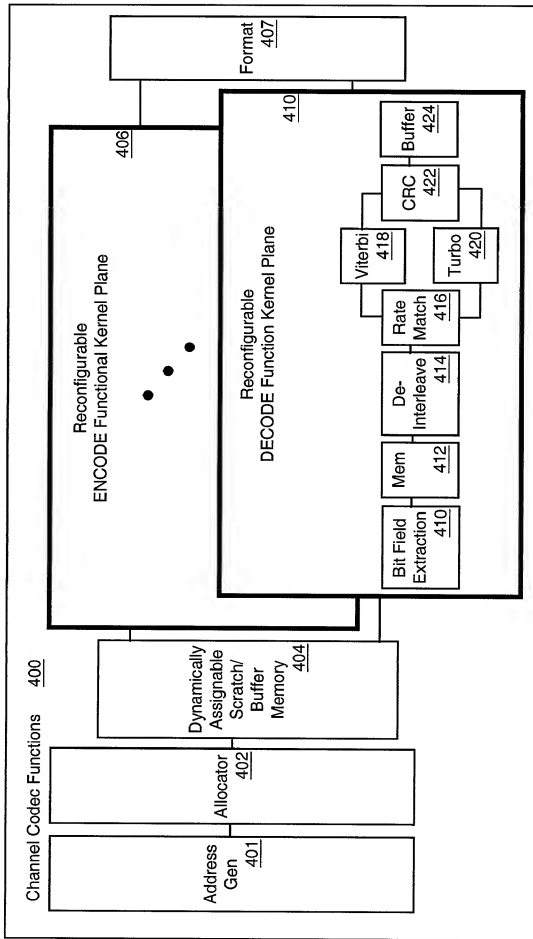 Channel Codec Functions 400
Address
Gen
401
Allocator
402
Dynamically
Assignable
Scratch/
Buffer
Memory
404
Reconfigurable
ENCODE Functional Kernel Plane
406
Reconfigurable
DECODE Function Kernel Plane
410
Bit Field
Extraction
410
Mem
412
De-
Interleave
414
Rate
Match
416
Viterbi
418
Turbo
420
CRC
422
Buffer
424
Format
407